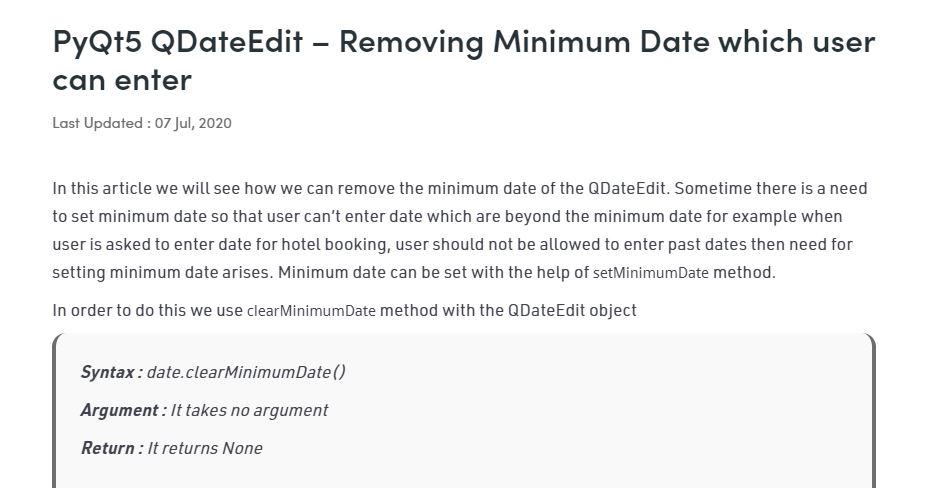 PyQt5 QDateEdit – Removing Minimum Date which user
can enter
Last Updated : 07 Jul, 2020
In this article we will see how we can remove the minimum date of the QDateEdit. Sometime there is a need
to set minimum date so that user can't enter date which are beyond the minimum date for example when
user is asked to enter date for hotel booking, user should not be allowed to enter past dates then need for
setting minimum date arises. Minimum date can be set with the help of setMinimumDate method.
In order to do this we use clearMinimumDate method with the QDateEdit object
Syntax : date.clearMinimumDate()
Argument : It takes no argument
Return : It returns None